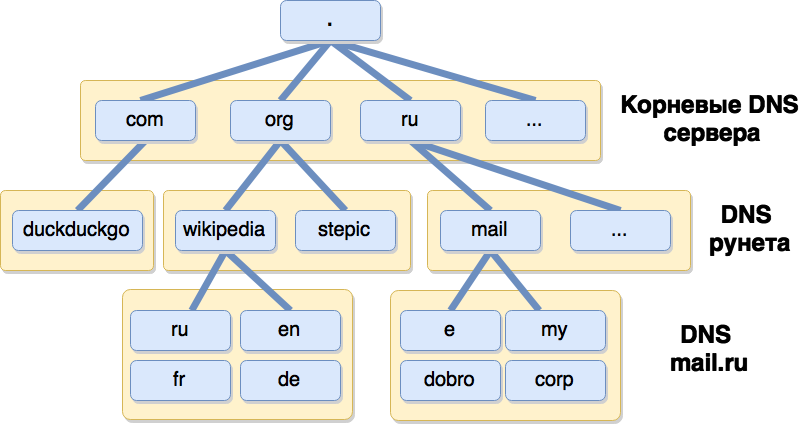 .
com
org
ru
...
Корневые DNS
сервера
duckduckgo
wikipedia
stepic
mail
...
DNS
рунета
ru
en
e
my
DNS
mail.ru
fr
de
dobro
corp